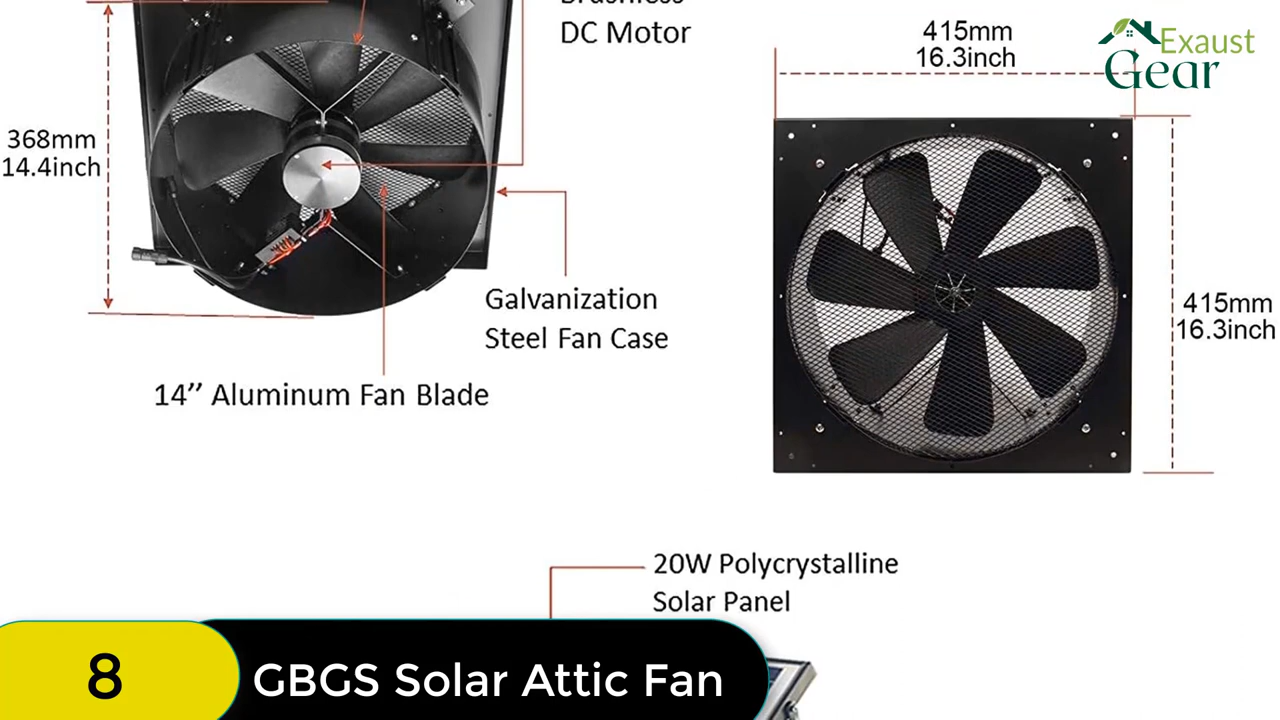 DC Motor
368mm
14.4inch
415mm
16.3inch
Exaust
Gear
Galvanization
Steel Fan Case
14’’ Aluminum Fan Blade
415mm
16.3inch
20W Polycrystalline
Solar Panel
8
GBGS Solar Attic Fan